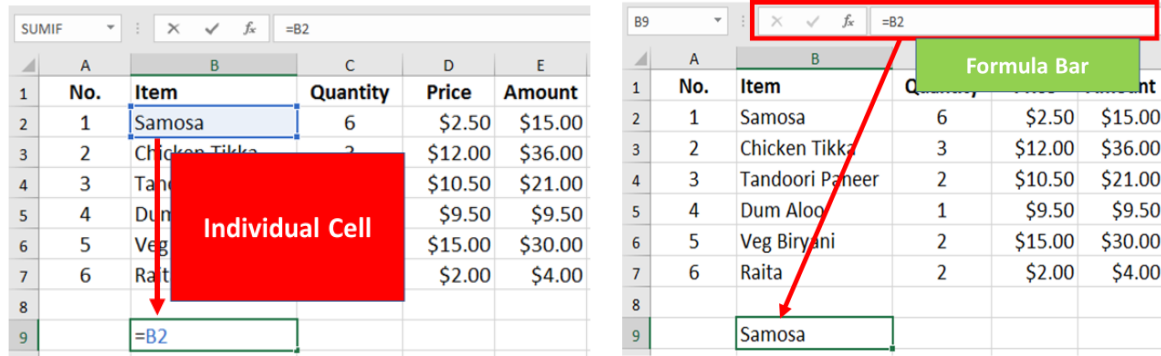 SUMIF fx =B2
A B C D E
1 No. Item Quantity Price Amount
2 1 Samosa 6 $2.50 $15.00
3 2 Chicken Tikka $12.00 $36.00
4 3 $10.50 $21.00
5 4 $9.50 $9.50
6 5 Veg $15.00 $30.00
7 6 $2.00 $4.00
8
9 =B2
Individual Cell
B9 fx =B2
Formula Bar
A B
1 No. Item
2 1 Samosa 6 $2.50 $15.00
3 2 Chicken Tikka 3 $12.00 $36.00
4 3 Tandoori Paneer 2 $10.50 $21.00
5 4 Dum Aloo 1 $9.50 $9.50
6 5 Veg Biryani 2 $15.00 $30.00
7 6 Raita 2 $2.00 $4.00
8
9 Samosa